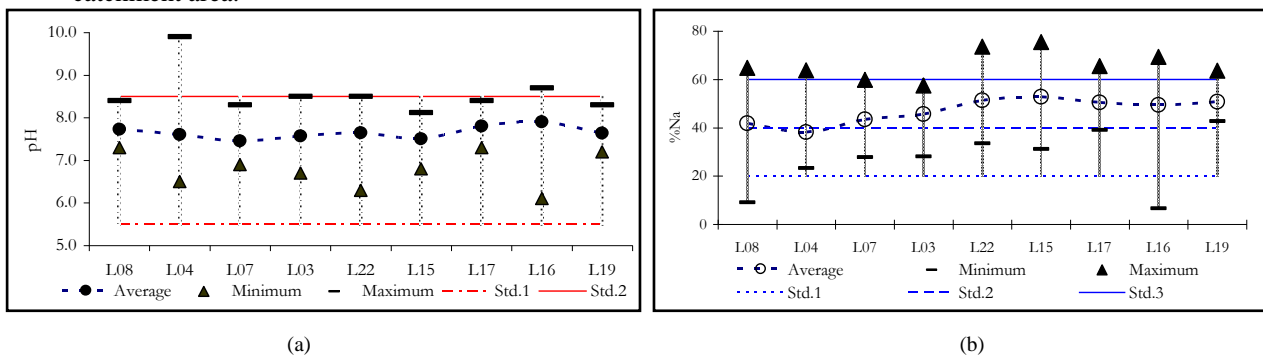 10.0
9.0
8.0
7.0
6.0
5.0
pH
L08 L04 L07 L03 L22 L15 L17 L16 L19
Average Minimum Maximum Std.1 Std.2
80
60
40
20
0
%Na
L08 L04 L07 L03 L22 L15 L17 L16 L19
Average Minimum Maximum
Std.1 Std.2 Std.3
(a) (b)